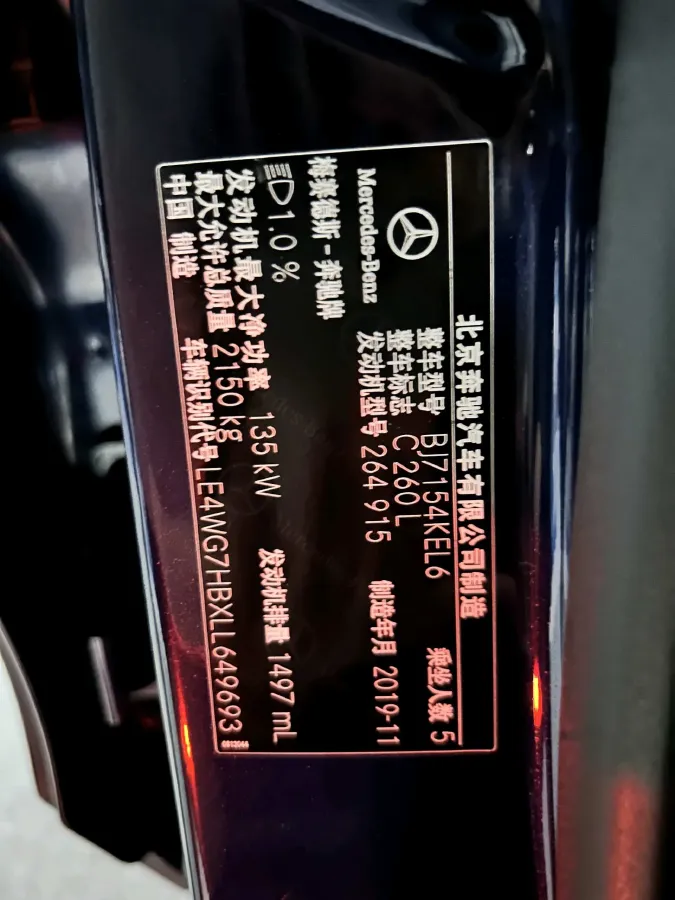 北京奔驰汽车有限公司制造
Mercedes-Benz
整车型号 BJ7154KEL6 乘坐人数 5
整车标志 C 260 L
发动机型号 264 915 制造年月 2019-11
梅赛德斯-奔驰牌
1.0 %
发动机最大净功率 135 kW 发动机排量 1497 mL
最大允许总质量 2150 kg
中国 制造 车辆识别代号 LE4WG7HBXLL649693